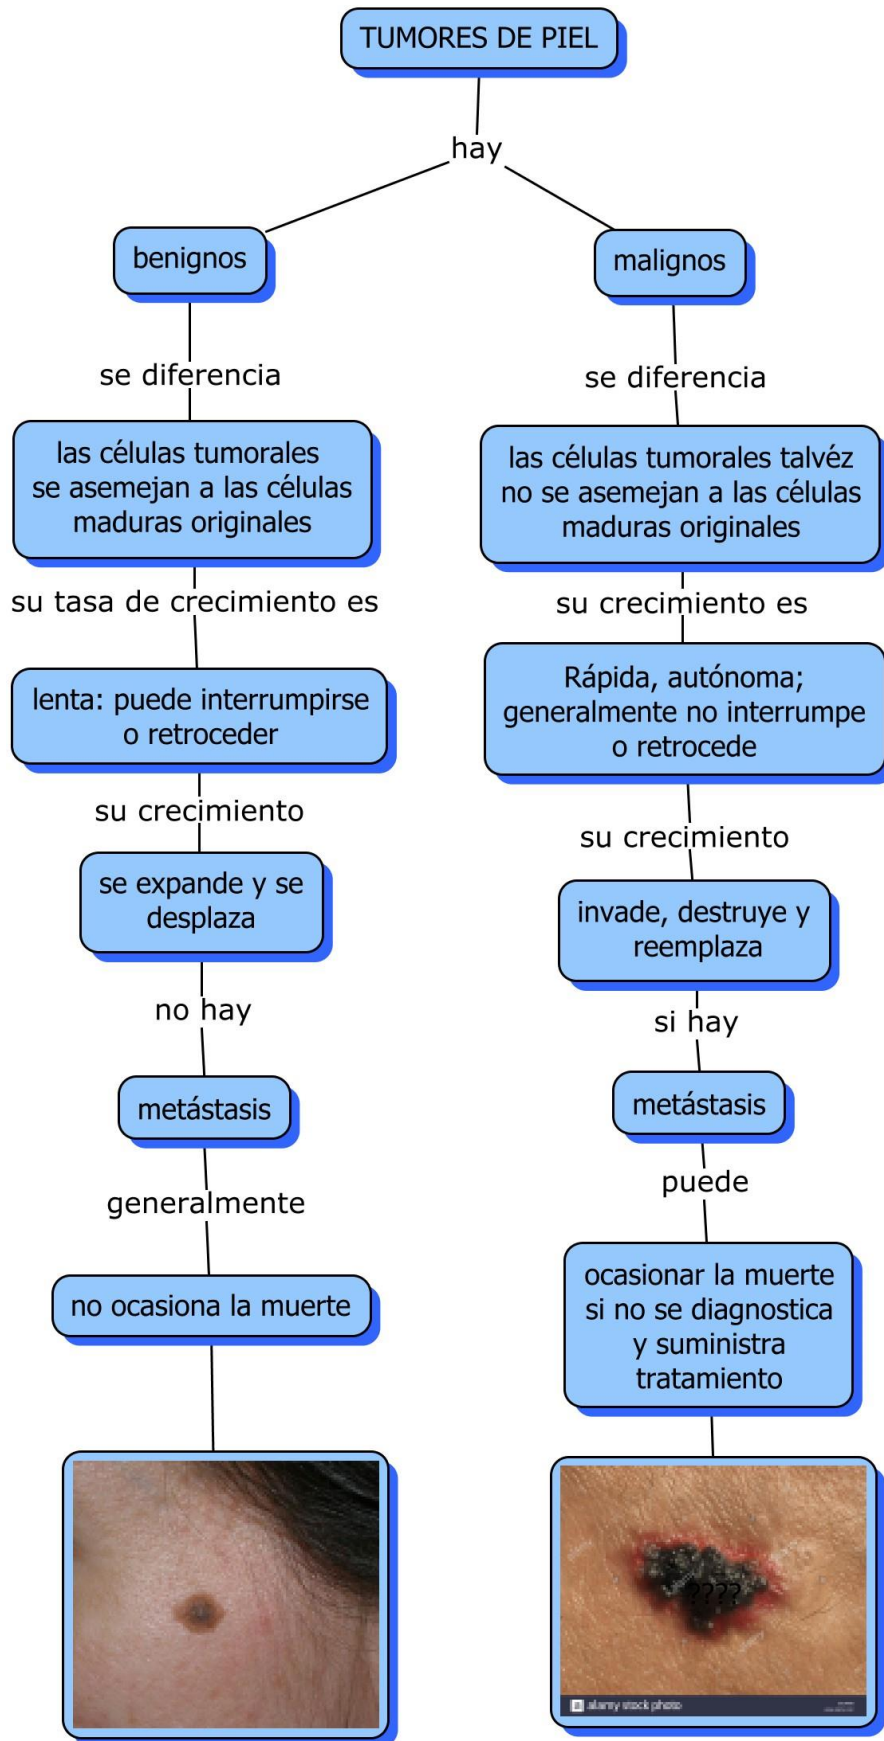 TUMORES DE PIEL
hay
benignos
malignos
se diferencia
se diferencia
las células tumorales
se asemejan a las células
maduras originales
las células tumorales talvéz
no se asemejan a las células
maduras originales
su tasa de crecimiento es
su crecimiento es
lenta: puede interrumpirse
o retroceder
Rápida, autónoma;
generalmente no interrumpe
o retrocede
su crecimiento
su crecimiento
se expande y se
desplaza
invade, destruye y
reemplaza
no hay
si hay
metástasis
metástasis
generalmente
puede
no ocasiona la muerte
ocasionar la muerte
si no se diagnostica
y suministra
tratamiento
????
alamy stock photo